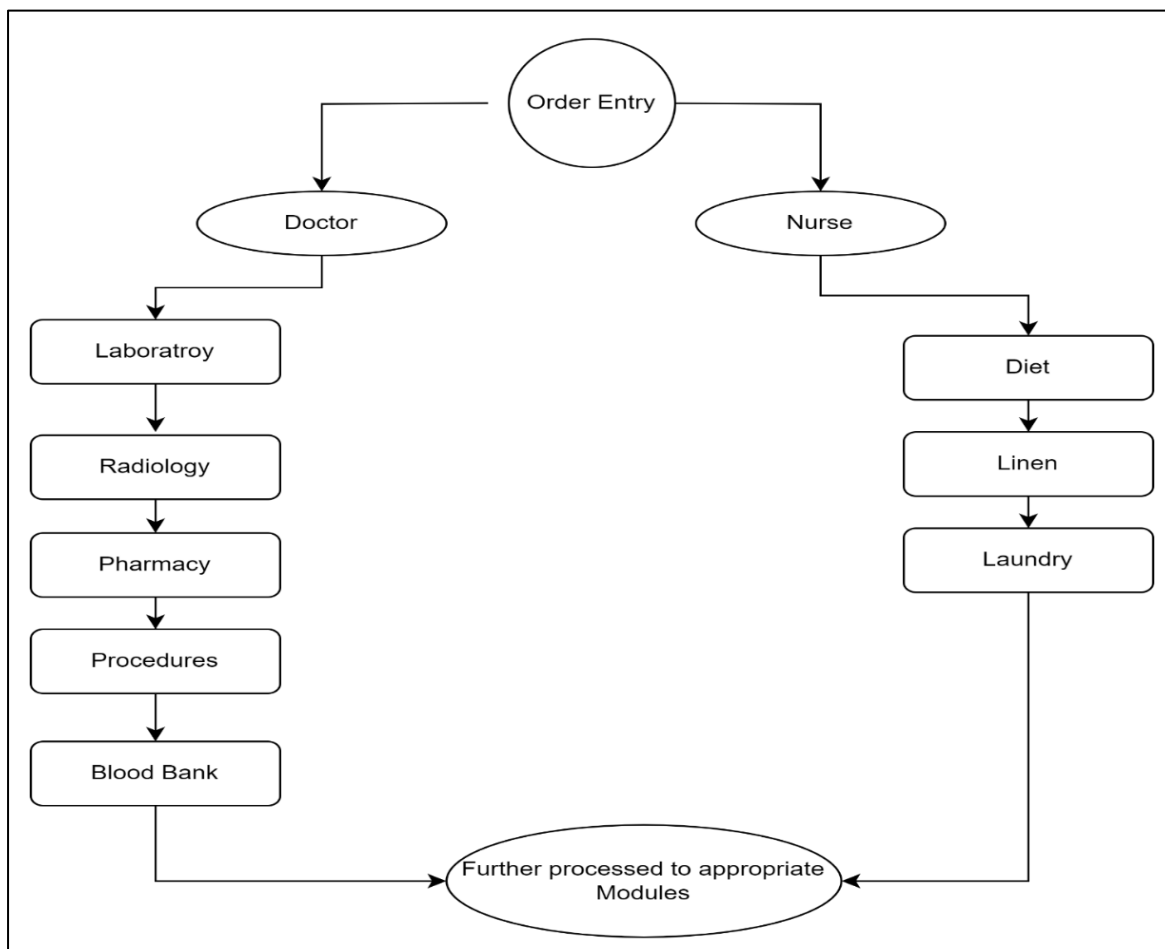 Order Entry
Doctor
Nurse
Laboratroy
Radiology
Pharmacy
Procedures
Blood Bank
Diet
Linen
Laundry
Further processed to appropriate
Modules